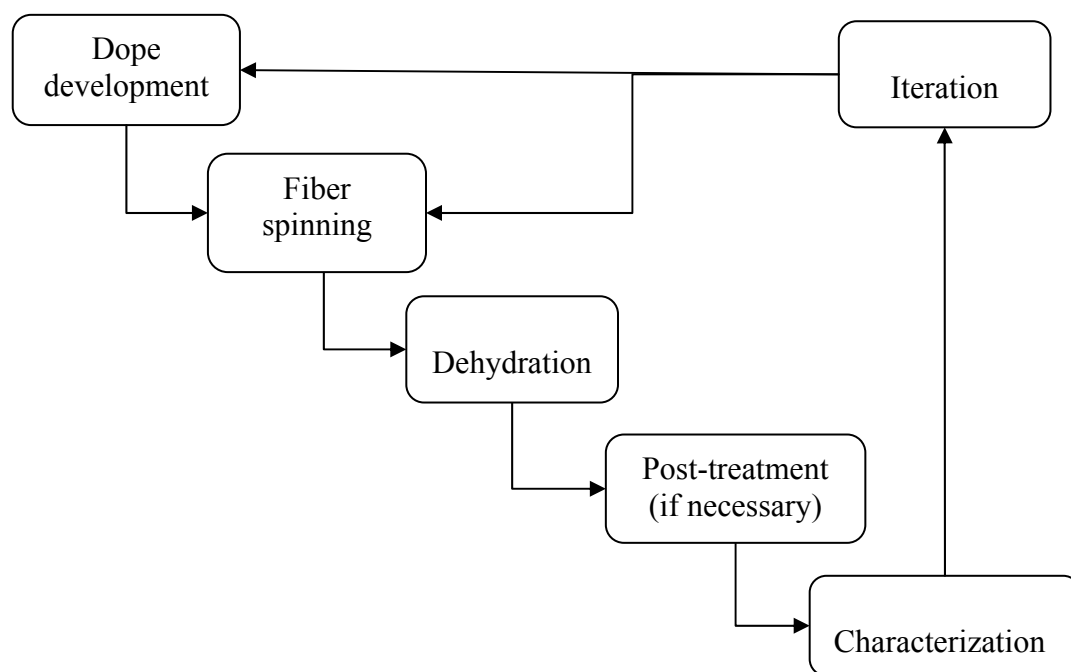 Dope
development
Iteration
Fiber
spinning
Dehydration
Post-treatment
(if necessary)
Characterization